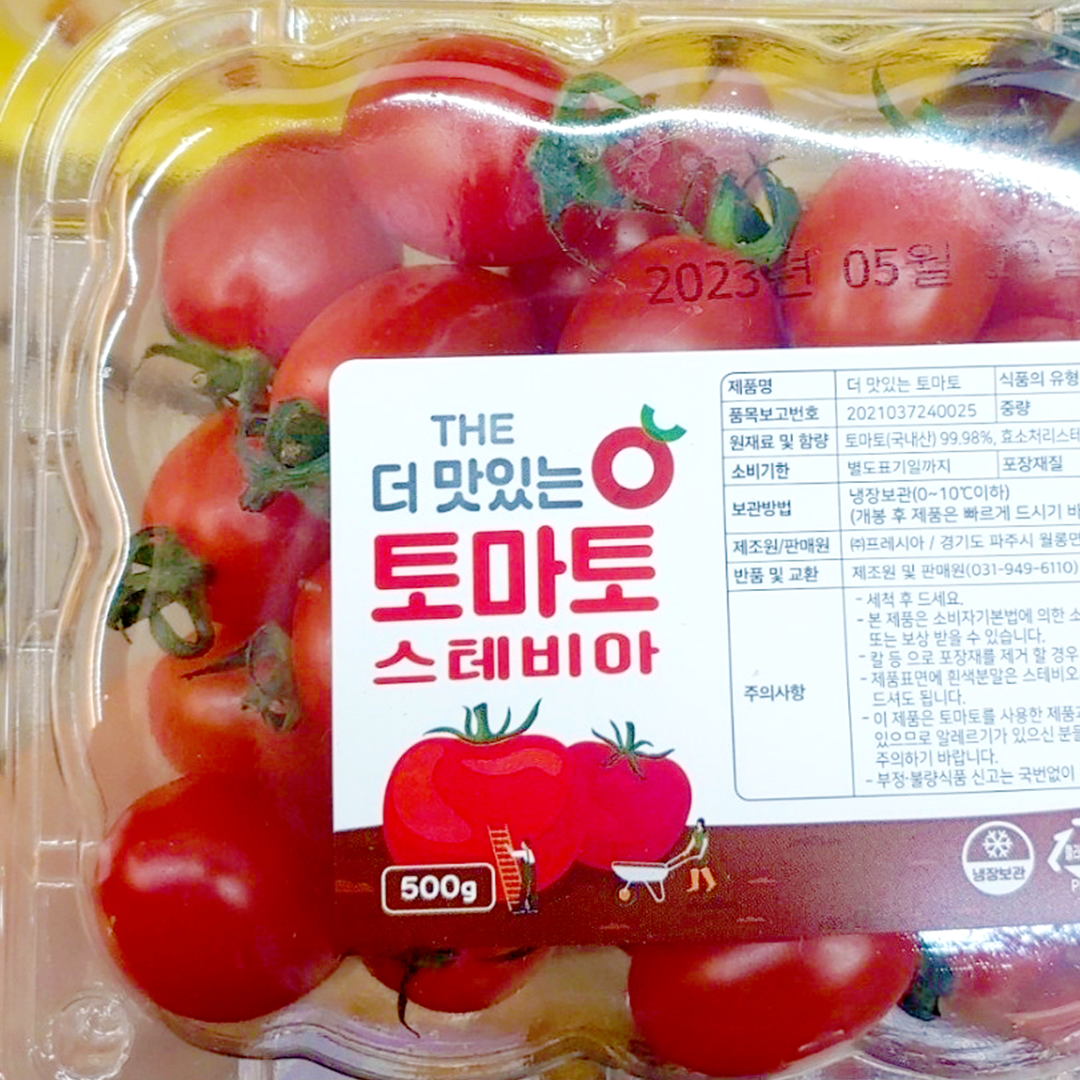 2023년 05월
THE
더 맛있는
토마토
스테비아
500g
제품명 더 맛있는 토마토 식품의 유형
품목보고번호 2021037240025 중량
원재료 및 함량 토마토(국내산) 99.98%, 효소처리스테
소비기한 별도표기일까지 포장재질
보관방법 냉장보관(0~10℃이하)
(개봉 후 제품은 빠르게 드시기 바
제조원/판매원 ㈜프레시아 / 경기도 파주시 월롱면
반품 및 교환 제조원 및 판매원(031-949-6110)
주의사항
- 세척 후 드세요.
- 본 제품은 소비자기본법에 의한 소
또는 보상 받을 수 있습니다.
- 칼 등 으로 포장재를 제거 할 경우
- 제품표면에 흰색분말은 스테비오
드셔도 됩니다.
- 이 제품은 토마토를 사용한 제품과
있으므로 알레르기가 있으신 분들
주의하기 바랍니다.
- 부정·불량식품 신고는 국번없이
냉장보관